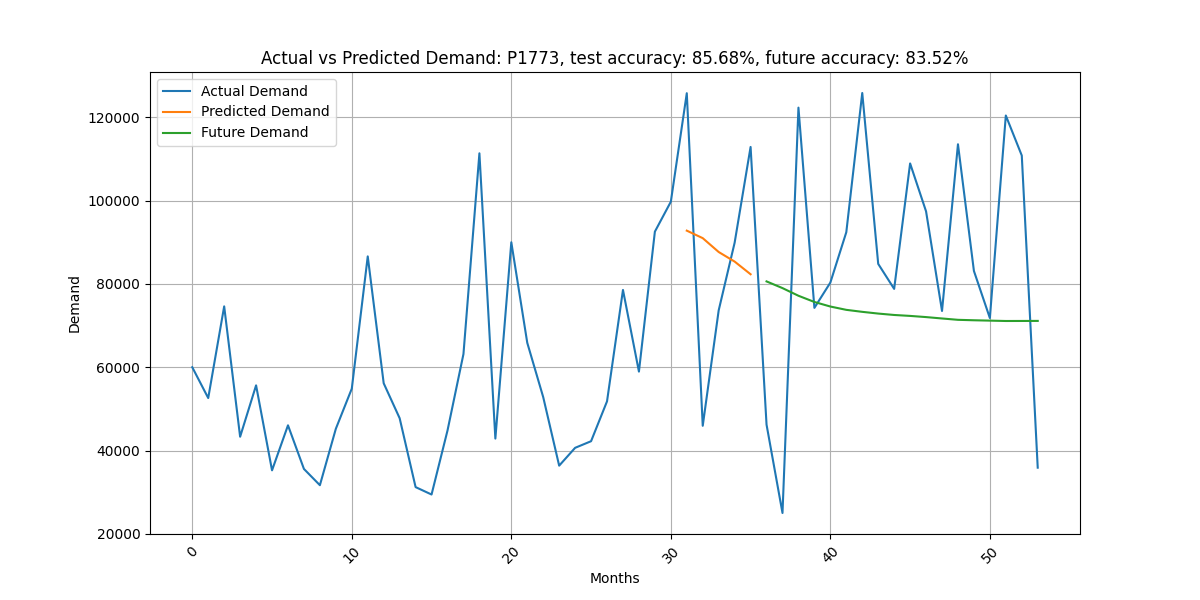 Actual vs Predicted Demand: P1773, test accuracy: 85.68%, future accuracy: 83.52%
Actual Demand
Predicted Demand
Future Demand
120000
100000
80000
60000
40000
20000
Demand
0 10 20 30 40 50
Months